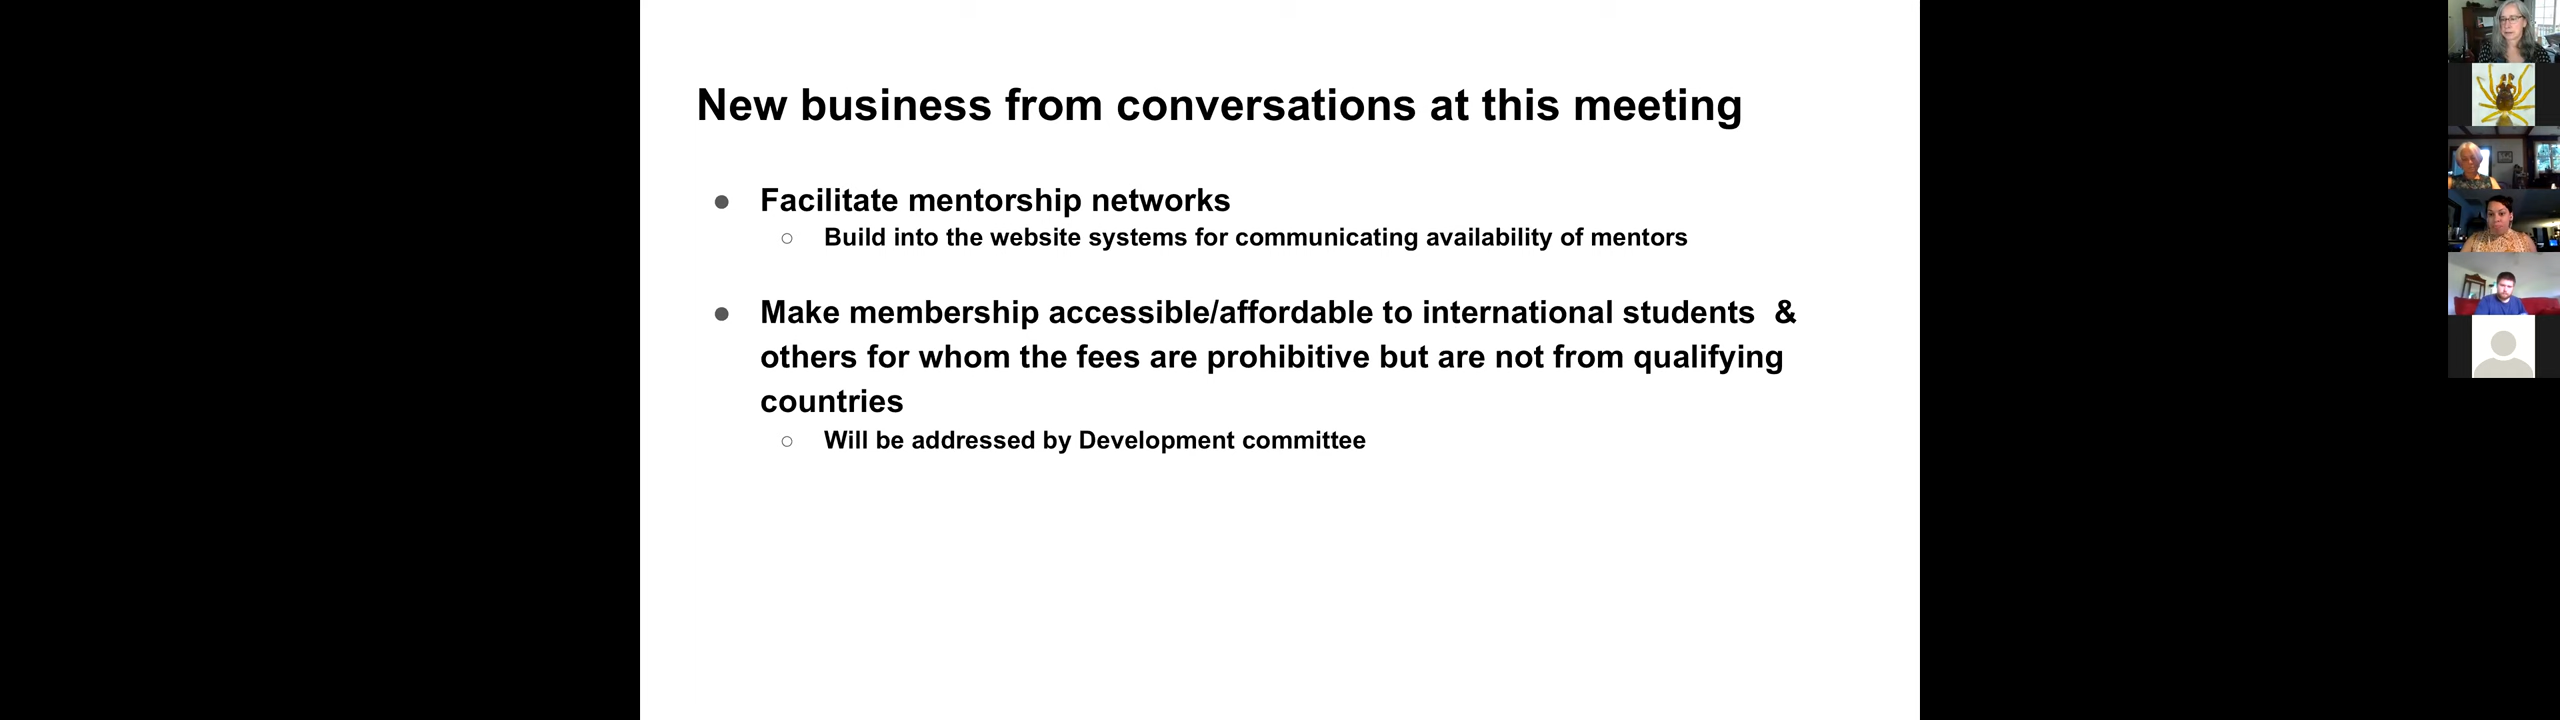 New business from conversations at this meeting
● Facilitate mentorship networks
○ Build into the website systems for communicating availability of mentors
● Make membership accessible/affordable to international students  &
others for whom the fees are prohibitive but are not from qualifying
countries
○ Will be addressed by Development committee